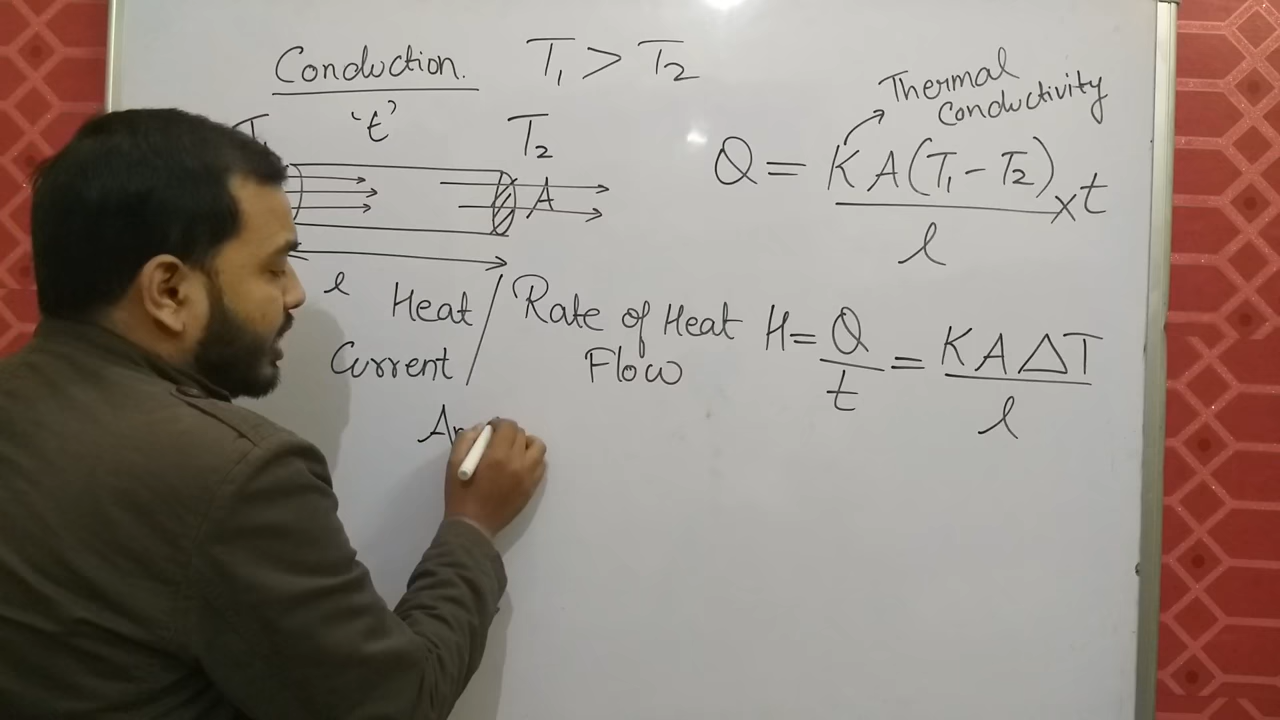 Conduction. T₁ > T₂
Thermal
Conductivity
't'
T₂
Q = KA(T₁ - T₂) × t
l
A
l
Heat / Rate of Heat H = Q = KAΔT
Current / Flow t l